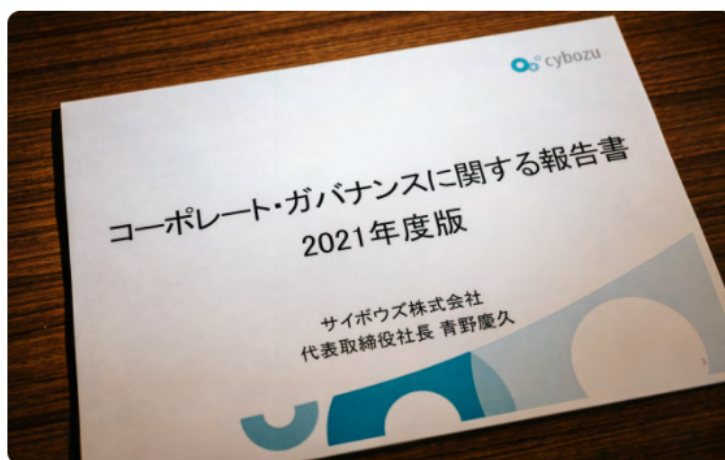 cybozu
コーポレート・ガバナンスに関する報告書
2021年度版
サイボウズ株式会社
代表取締役社長 青野慶久